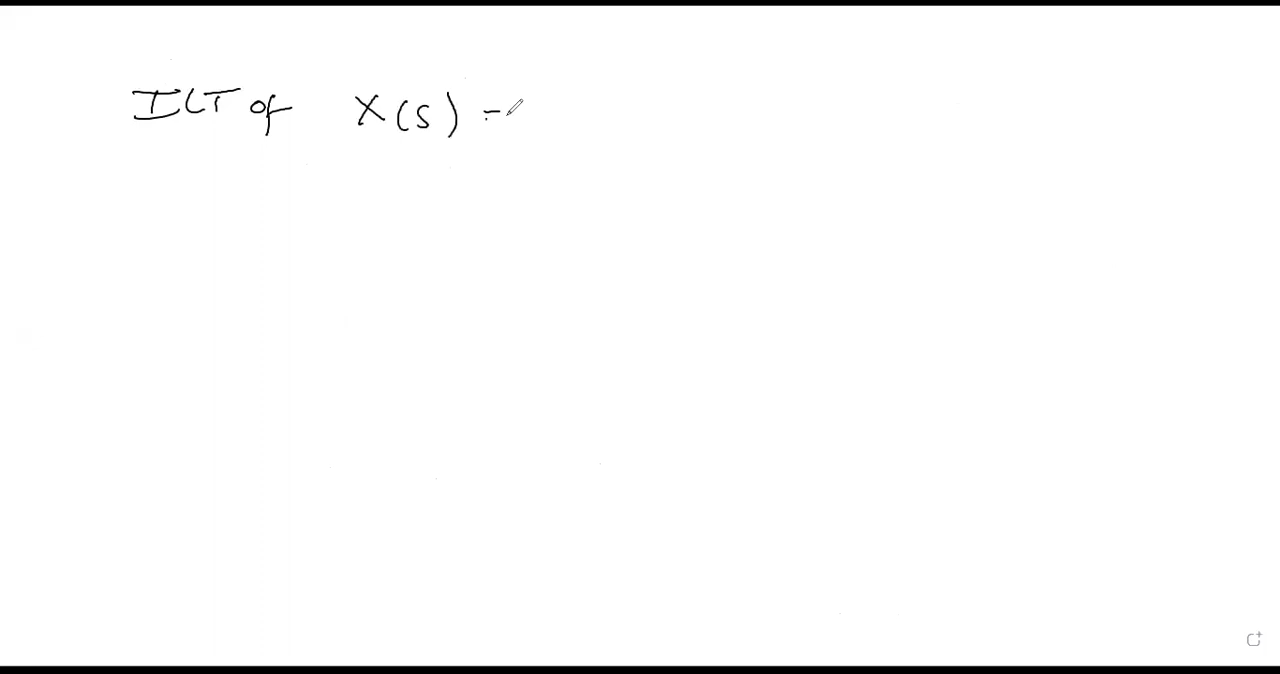 ILT of X(s) =